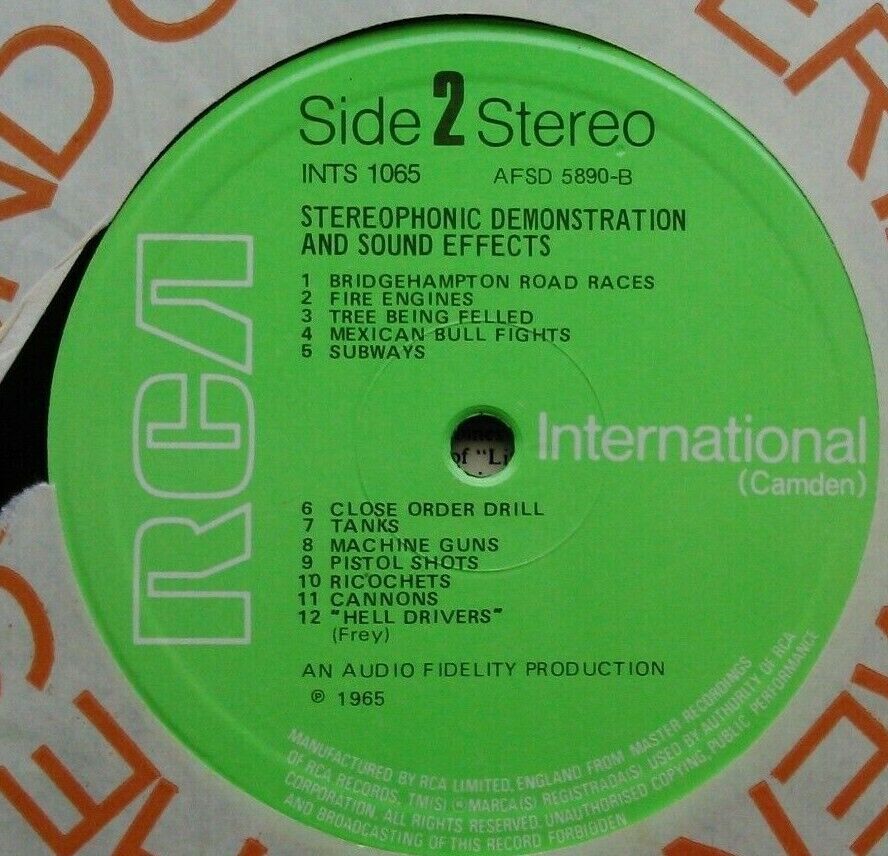 Side 2 Stereo
INTS 1065 AFSD 5890-B
STEREOPHONIC DEMONSTRATION
AND SOUND EFFECTS
1 BRIDGEHAMPTON ROAD RACES
2 FIRE ENGINES
3 TREE BEING FELLED
4 MEXICAN BULL FIGHTS
5 SUBWAYS
RCA
International
(Camden)
6 CLOSE ORDER DRILL
7 TANKS
8 MACHINE GUNS
9 PISTOL SHOTS
10 RICOCHETS
11 CANNONS
12 "HELL DRIVERS"
(Frey)
AN AUDIO FIDELITY PRODUCTION
℗ 1965
MANUFACTURED BY RCA LIMITED, ENGLAND FROM MASTER RECORDINGS
OF RCA RECORDS, TM(S) ® MARCA(S) REGISTRADA(S) USED BY AUTHORITY OF RCA
CORPORATION. ALL RIGHTS RESERVED. UNAUTHORISED COPYING, PUBLIC PERFORMANCE
AND BROADCASTING OF THIS RECORD FORBIDDEN
of "Li